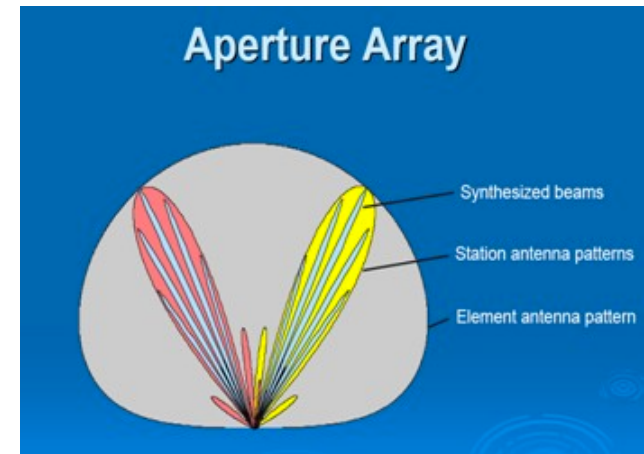 Aperture Array
Synthesized beams
Station antenna patterns
Element antenna pattern